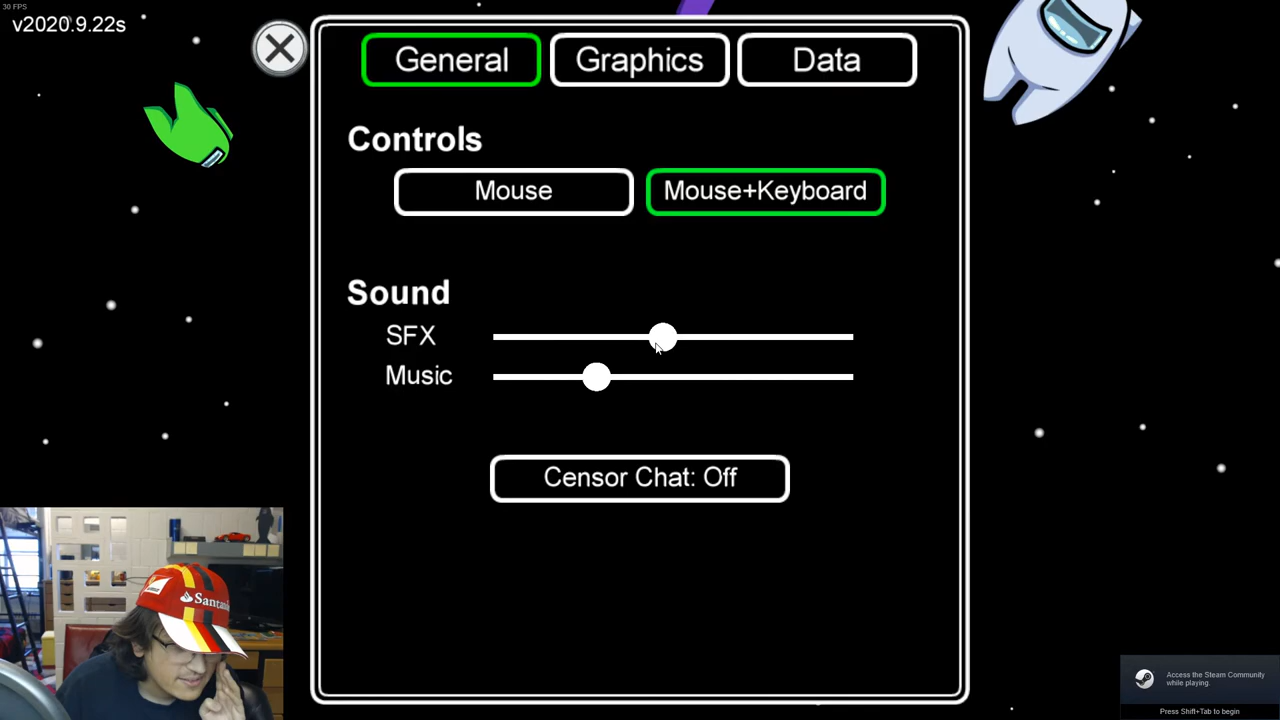 30 FPS
v2020.9.22s
General
Graphics
Data
Controls
Mouse
Mouse+Keyboard
Sound
SFX
Music
Censor Chat: Off
Access the Steam Community
while playing.
Press Shift+Tab to begin